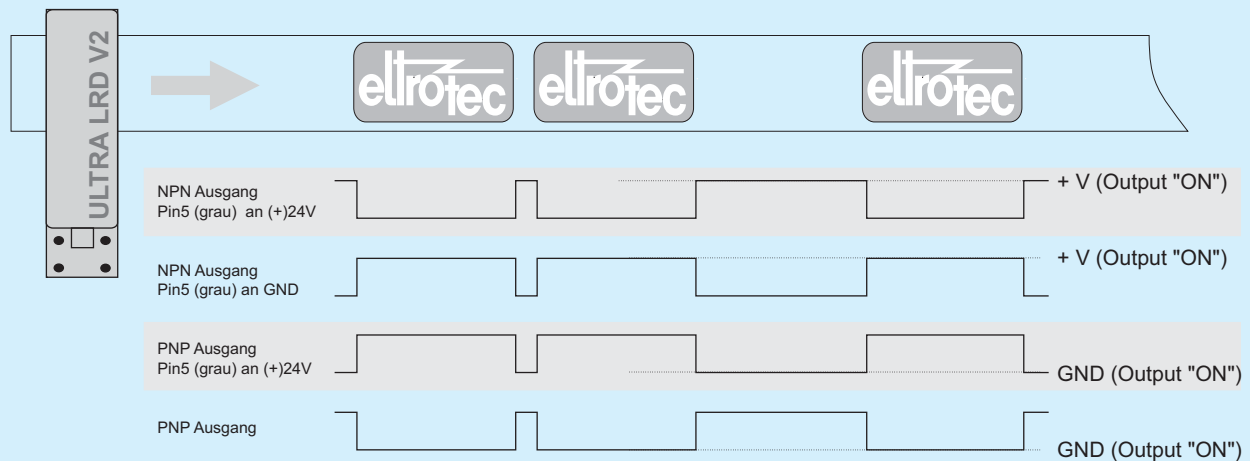 ULTRA LRD V2
eltrotec eltrotec eltrotec
NPN Ausgang
Pin5 (grau) an (+)24V
+ V (Output "ON")
NPN Ausgang
Pin5 (grau) an GND
+ V (Output "ON")
PNP Ausgang
Pin5 (grau) an (+)24V
GND (Output "ON")
PNP Ausgang
GND (Output "ON")